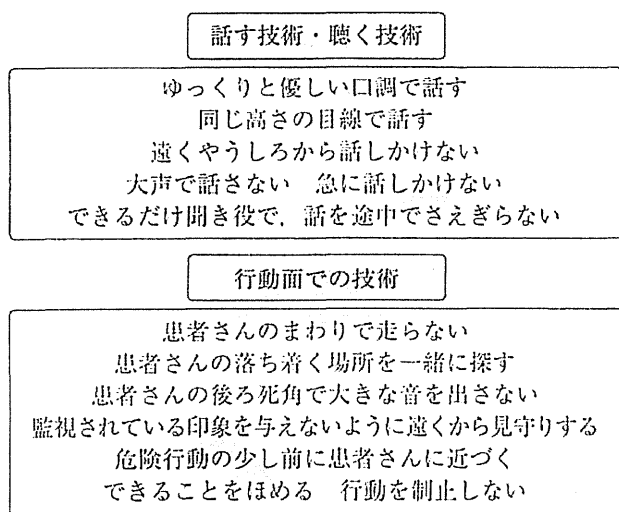 話す技術・聴く技術
ゆっくりと優しい口調で話す
同じ高さの目線で話す
遠くやうしろから話しかけない
大声で話さない　急に話しかけない
できるだけ聞き役で，話を途中でさえぎらない
行動面での技術
患者さんのまわりで走らない
患者さんの落ち着く場所を一緒に探す
患者さんの後ろ死角で大きな音を出さない
監視されている印象を与えないように遠くから見守りする
危険行動の少し前に患者さんに近づく
できることをほめる　行動を制止しない